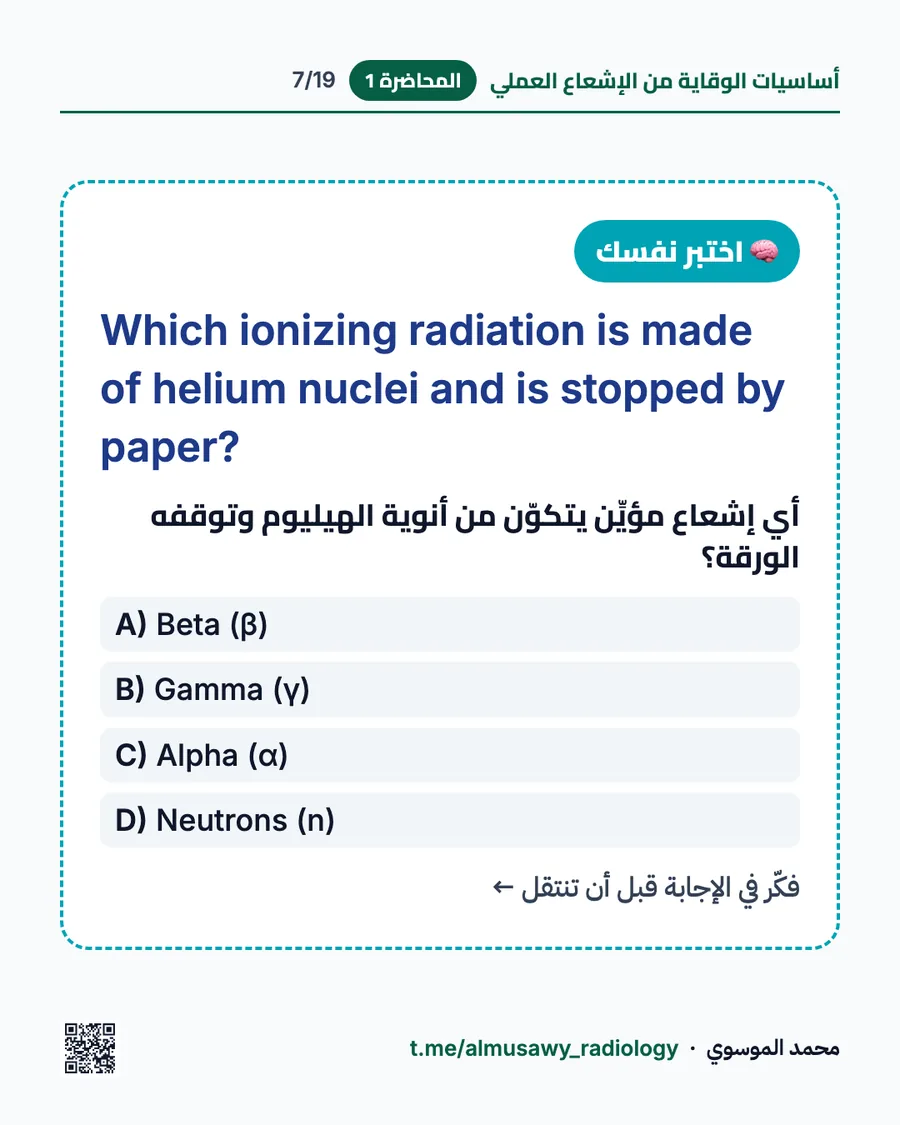 أساسيات الوقاية من الإشعاع العملي المحاضرة 1 7/19
🧠 اختبر نفسك
Which ionizing radiation is made
of helium nuclei and is stopped by
paper?
أي إشعاع مؤيِّن يتكوّن من أنوية الهيليوم وتوقفه
الورقة؟
A) Beta (β)
B) Gamma (γ)
C) Alpha (α)
D) Neutrons (n)
فكّر في الإجابة قبل أن تنتقل ←
محمد الموسوي · t.me/almusawy_radiology